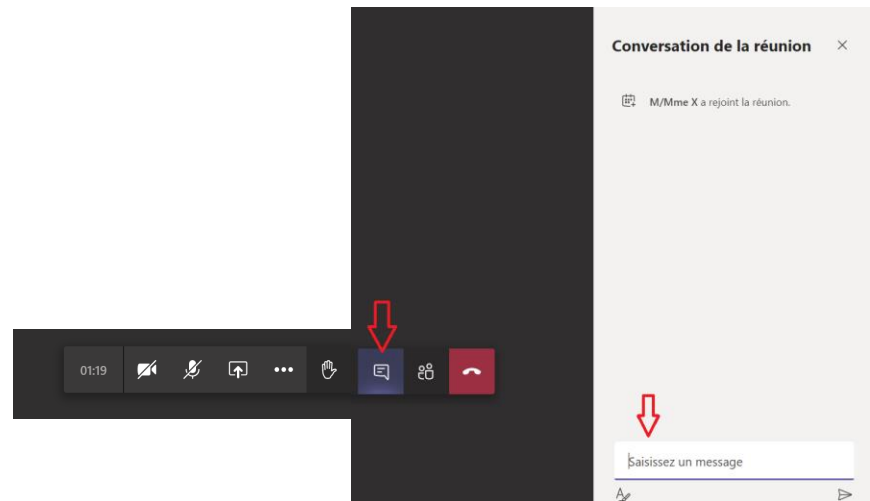 Conversation de la réunion
M/Mme X a rejoint la réunion.
01:19
Saisissez un message